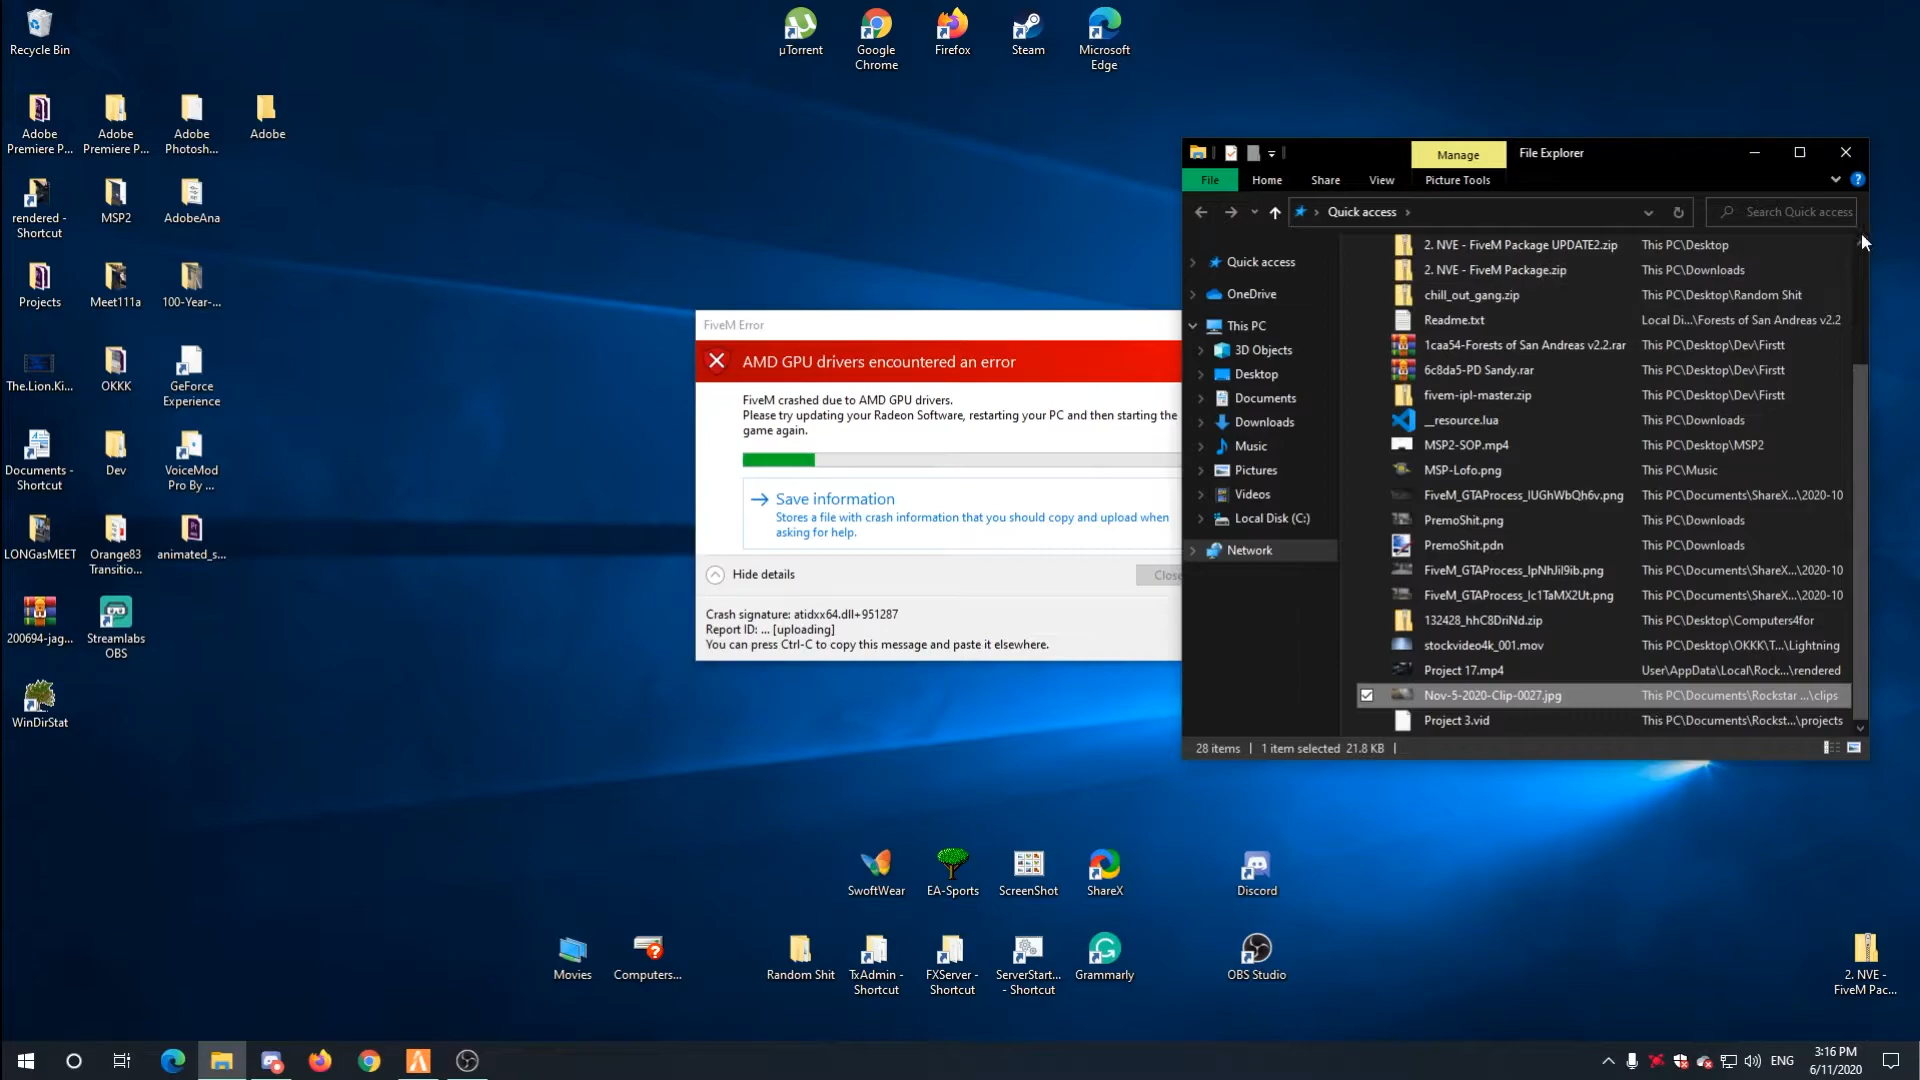 Recycle Bin
µTorrent
Google
Chrome
Firefox
Steam
Microsoft
Edge
Adobe
Premiere P...
Adobe
Premiere P...
Adobe
Photosh...
Adobe
rendered -
Shortcut
MSP2
AdobeAna
Projects
Meet111a
100-Year-...
The.Lion.Ki...
OKKK
GeForce
Experience
Documents -
Shortcut
Dev
VoiceMod
Pro By ...
LONGasMEET
Orange83
Transitio...
animated_s...
200694-jag...
Streamlabs
OBS
WinDirStat
FiveM Error
AMD GPU drivers encountered an error
FiveM crashed due to AMD GPU drivers.
Please try updating your Radeon Software, restarting your PC and then starting the
game again.
Save information
Stores a file with crash information that you should copy and upload when
asking for help.
Hide details
Close
Crash signature: atidxx64.dll+951287
Report ID: ... [uploading]
You can press Ctrl-C to copy this message and paste it elsewhere.
Manage
File Explorer
File
Home
Share
View
Picture Tools
Quick access
Search Quick access
Quick access
OneDrive
This PC
3D Objects
Desktop
Documents
Downloads
Music
Pictures
Videos
Local Disk (C:)
Network
2. NVE - FiveM Package UPDATE2.zip This PC\Desktop
2. NVE - FiveM Package.zip This PC\Downloads
chill_out_gang.zip This PC\Desktop\Random Shit
Readme.txt Local Di...\Forests of San Andreas v2.2
1caa54-Forests of San Andreas v2.2.rar This PC\Desktop\Dev\Firstt
6c8da5-PD Sandy.rar This PC\Desktop\Dev\Firstt
fivem-ipl-master.zip This PC\Desktop\Dev\Firstt
__resource.lua This PC\Downloads
MSP2-SOP.mp4 This PC\Desktop\MSP2
MSP-Lofo.png This PC\Music
FiveM_GTAProcess_lUGhWbQh6v.png This PC\Documents\ShareX...\2020-10
PremoShit.png This PC\Downloads
PremoShit.pdn This PC\Downloads
FiveM_GTAProcess_lpNhJil9ib.png This PC\Documents\ShareX...\2020-10
FiveM_GTAProcess_lc1TaMX2Ut.png This PC\Documents\ShareX...\2020-10
132428_hhC8DriNd.zip This PC\Desktop\Computers4for
stockvideo4k_001.mov This PC\Desktop\OKKK\T...\Lightning
Project 17.mp4 User\AppData\Local\Rock...\rendered
Nov-5-2020-Clip-0027.jpg This PC\Documents\Rockstar ...\clips
Project 3.vid This PC\Documents\Rockst...\projects
28 items
1 item selected 21.8 KB
SwoftWear
EA-Sports
ScreenShot
ShareX
Discord
Movies
Computers...
Random Shit
TxAdmin -
Shortcut
FXServer -
Shortcut
ServerStart...
- Shortcut
Grammarly
OBS Studio
2. NVE -
FiveM Pac...
ENG
3:16 PM
6/11/2020